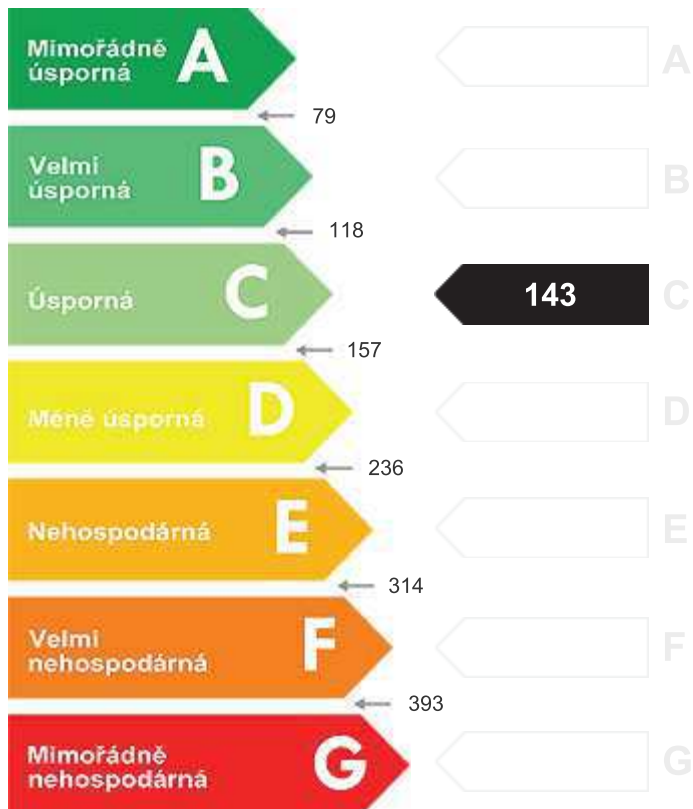 Mimořádně
úsporná
A
A
79
Velmi
úsporná
B
B
118
Úsporná
C
143
C
157
Méně úsporná
D
D
236
Nehospodárná
E
E
314
Velmi
nehospodárná
F
F
393
Mimořádně
nehospodárná
G
G